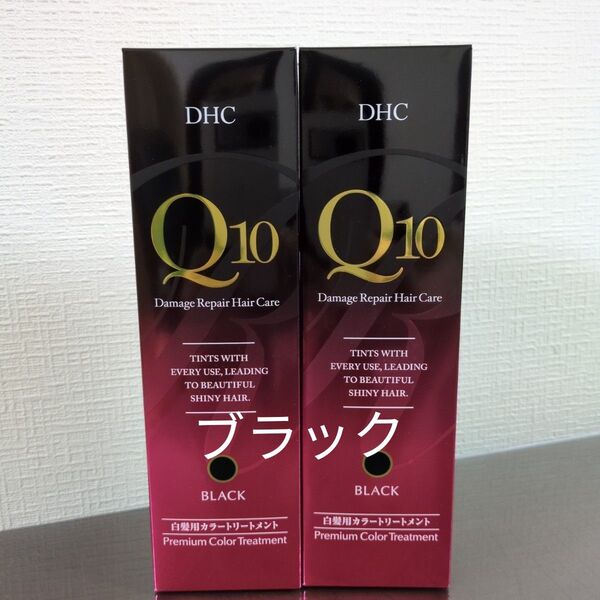 DHC
Q10
Damage Repair Hair Care
TINTS WITH
EVERY USE, LEADING
TO BEAUTIFUL
SHINY HAIR.
BLACK
白髪用カラートリートメント
Premium Color Treatment
DHC
Q10
Damage Repair Hair Care
TINTS WITH
EVERY USE, LEADING
TO BEAUTIFUL
SHINY HAIR.
BLACK
白髪用カラートリートメント
Premium Color Treatment
ブラック